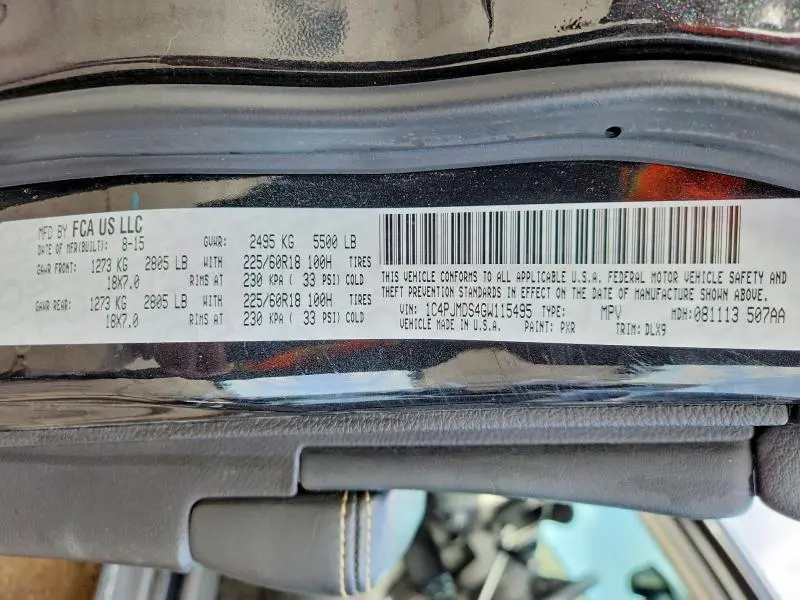 MFD BY FCA US LLC
DATE OF MFR(BUILT): 8-15 GVWR: 2495 KG 5500 LB
GAWR FRONT: 1273 KG 2805 LB WITH 225/60R18 100H TIRES
18X7.0 RIMS AT 230 KPA ( 33 PSI) COLD
GAWR REAR: 1273 KG 2805 LB WITH 225/60R18 100H TIRES
18X7.0 RIMS AT 230 KPA ( 33 PSI) COLD
THIS VEHICLE CONFORMS TO ALL APPLICABLE U.S.A. FEDERAL MOTOR VEHICLE SAFETY AND
THEFT PREVENTION STANDARDS IN EFFECT ON THE DATE OF MANUFACTURE SHOWN ABOVE.
VIN: 1C4PJMDS4GW115495 TYPE: MPV MDH: 081113 507AA
VEHICLE MADE IN U.S.A. PAINT: PXR TRIM: DLX9